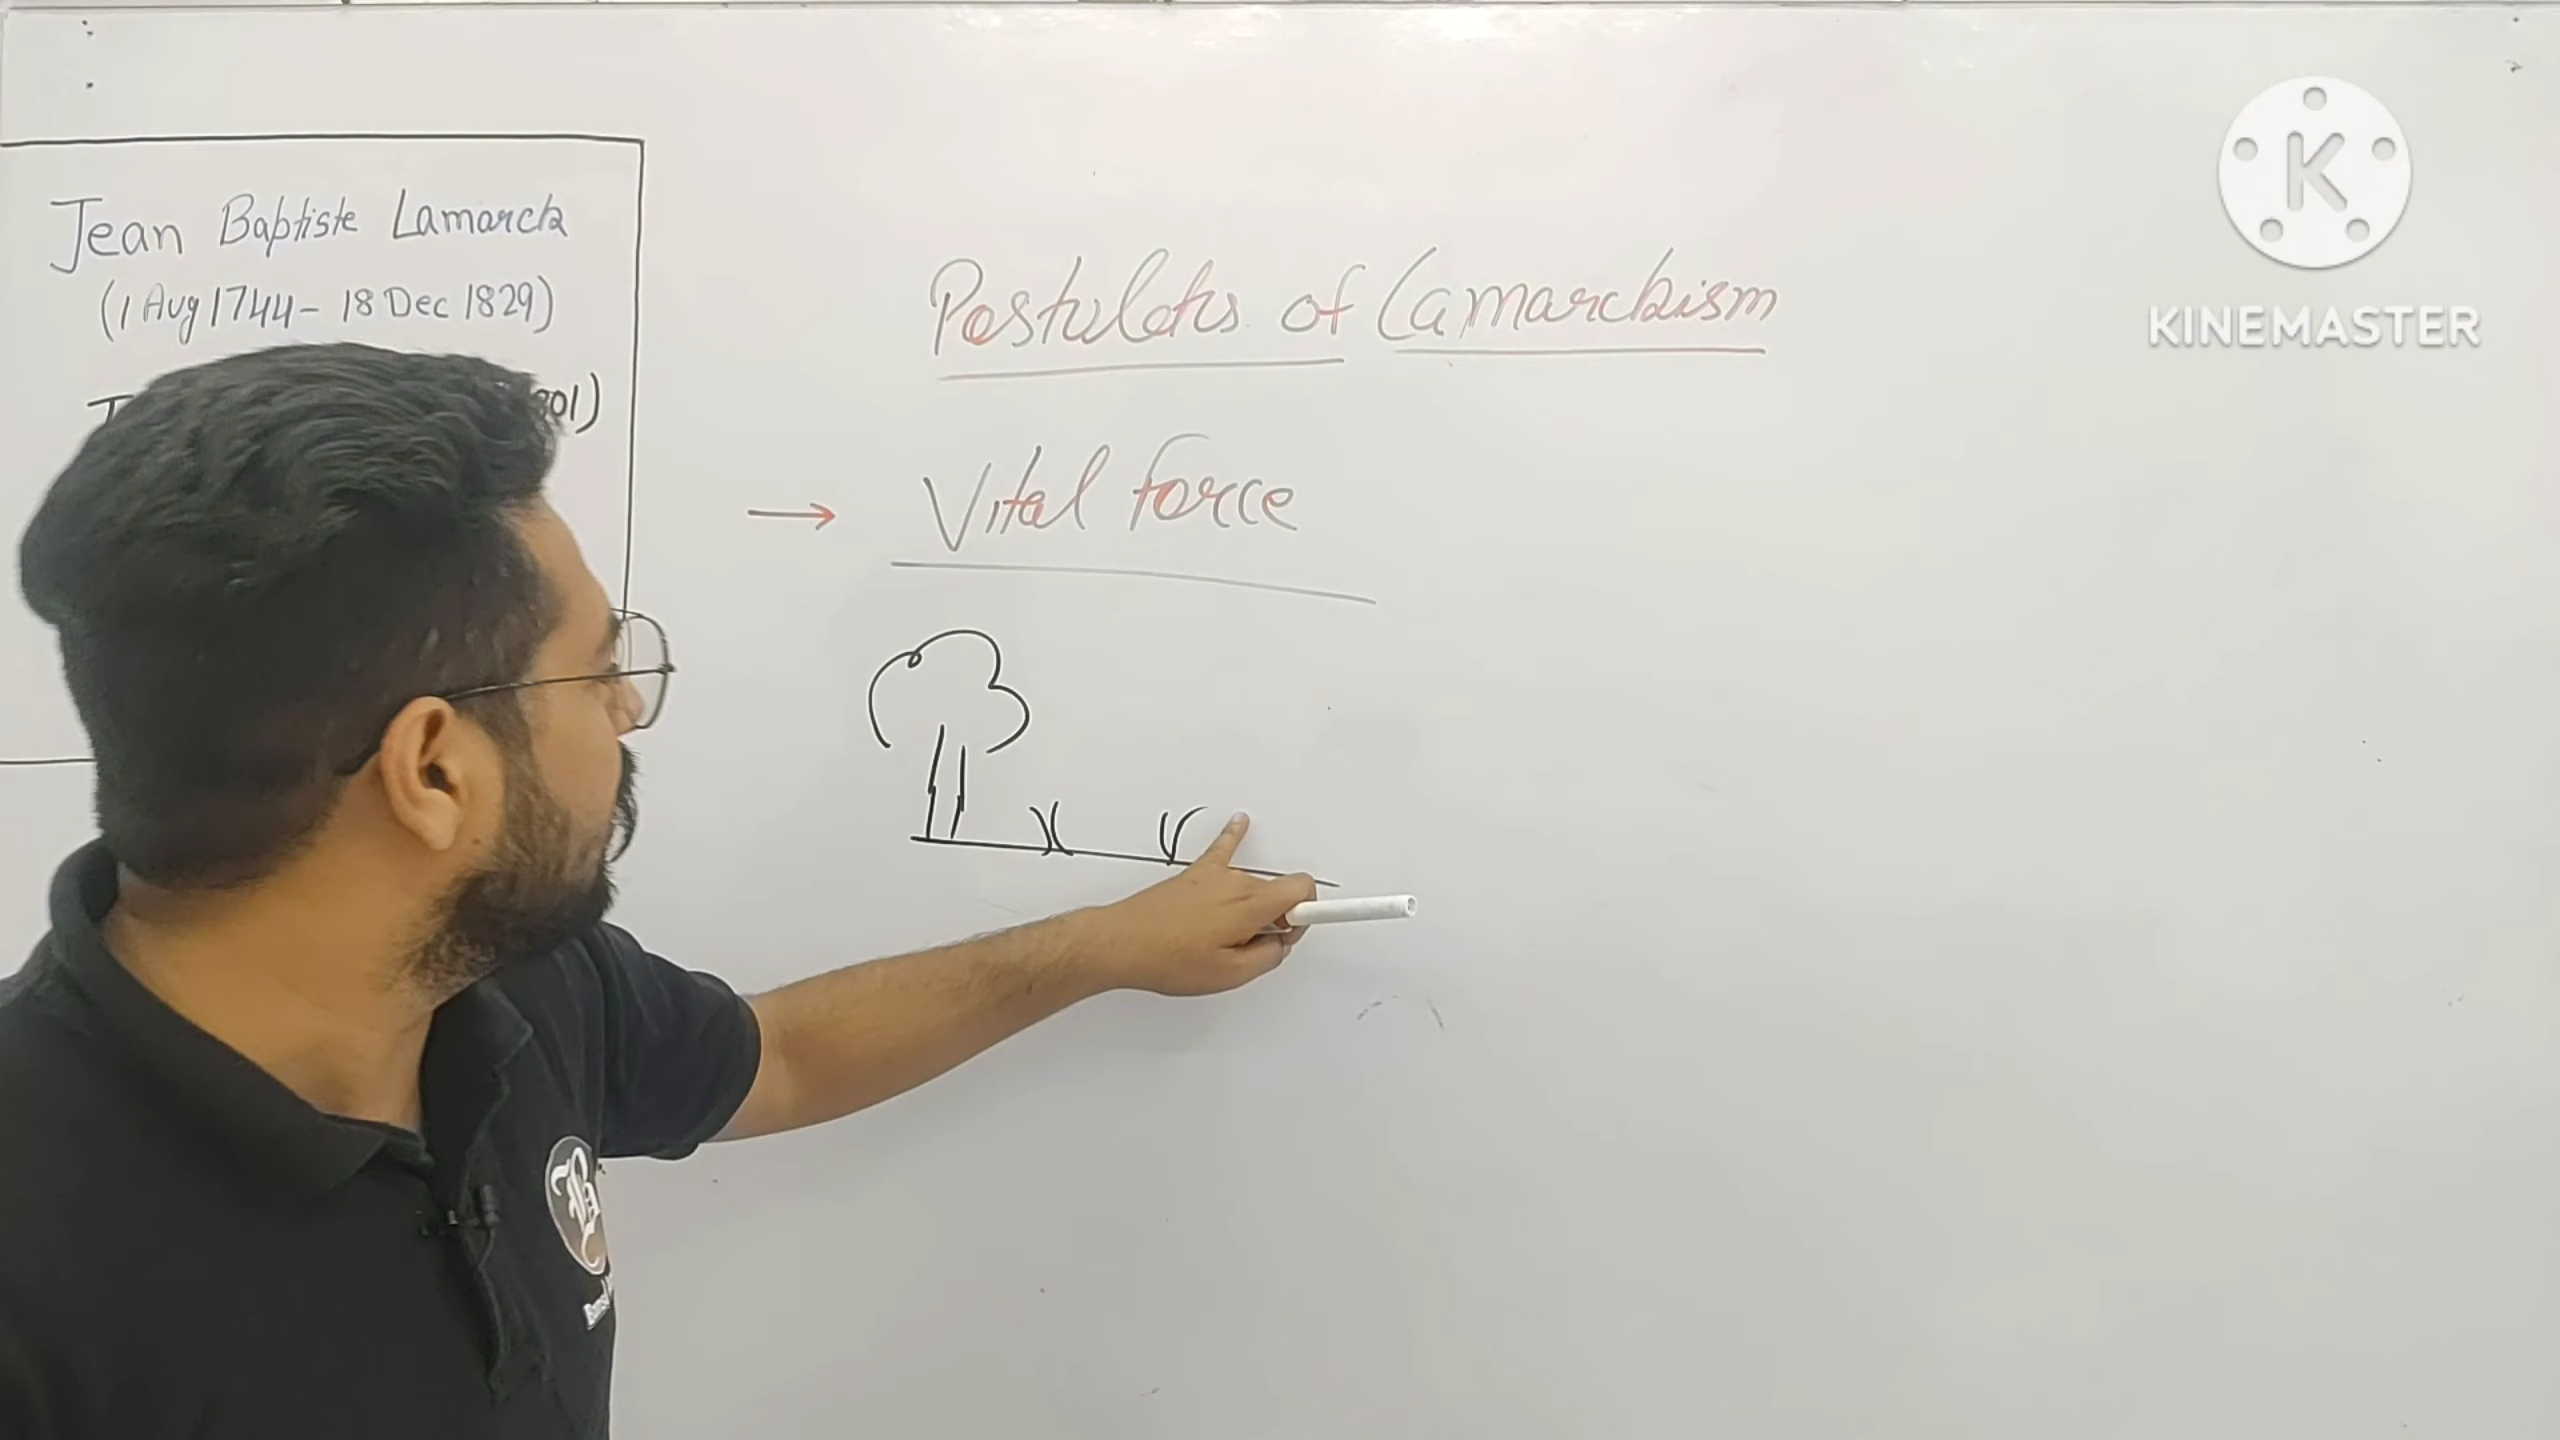 Jean Baptiste Lamarck
(1 Aug 1744 - 18 Dec 1829)
Postulates of Lamarckism
→ Vital force
KINEMASTER